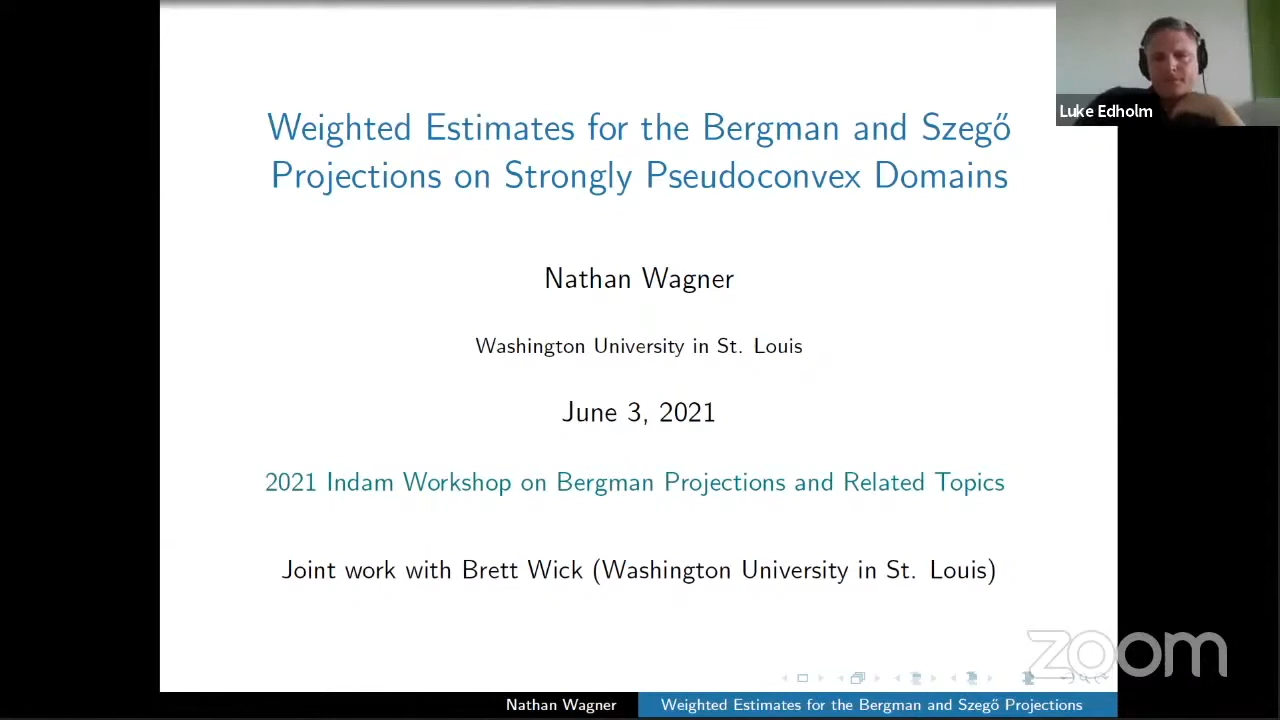 Luke Edholm
Weighted Estimates for the Bergman and Szegő
Projections on Strongly Pseudoconvex Domains
Nathan Wagner
Washington University in St. Louis
June 3, 2021
2021 Indam Workshop on Bergman Projections and Related Topics
Joint work with Brett Wick (Washington University in St. Louis)
zoom
Nathan Wagner
Weighted Estimates for the Bergman and Szegő Projections